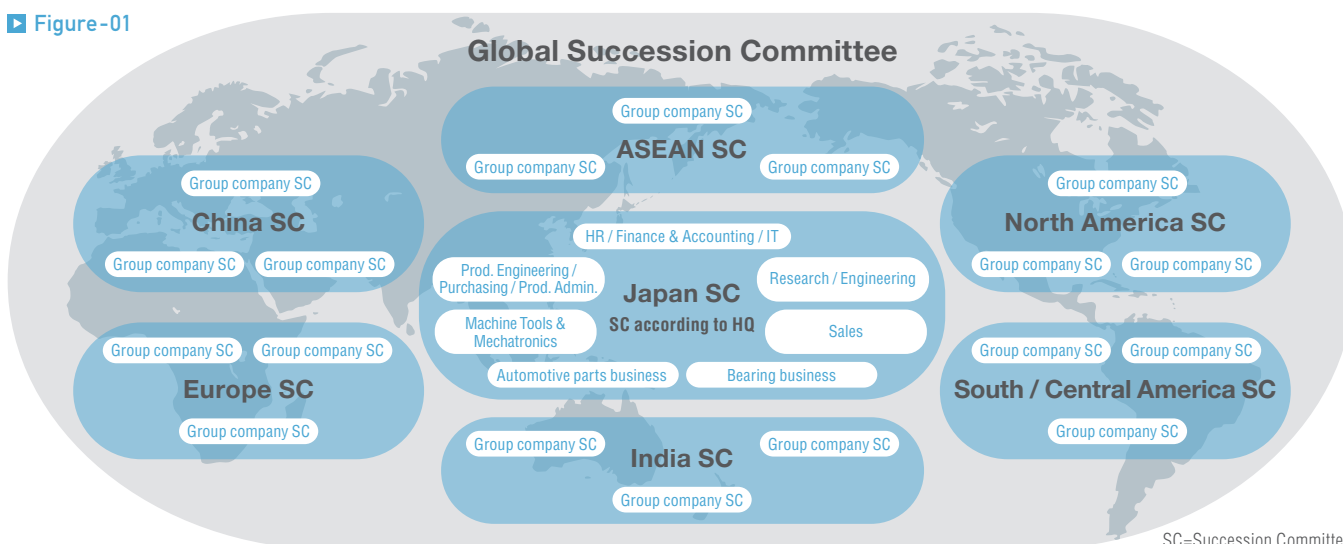 Figure-01
Global Succession Committee
Group company SC
ASEAN SC
Group company SC
Group company SC
Group company SC
China SC
Group company SC
Group company SC
Group company SC
North America SC
Group company SC
Group company SC
HR / Finance & Accounting / IT
Prod. Engineering /
Purchasing / Prod. Admin.
Research / Engineering
Japan SC
SC according to HQ
Machine Tools &
Mechatronics
Sales
Automotive parts business
Bearing business
Group company SC
Group company SC
Europe SC
Group company SC
Group company SC
Group company SC
India SC
Group company SC
Group company SC
Group company SC
South / Central America SC
Group company SC
SC=Succession Committe